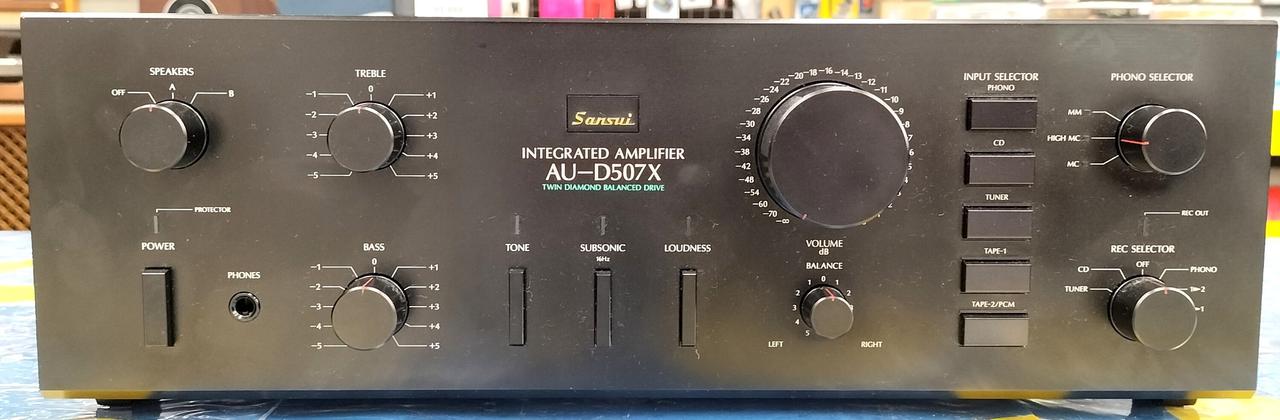 SPEAKERS
OFF
A
B
TREBLE
0
-1 +1
-2 +2
-3 +3
-4 +4
-5 +5
Sansui
INTEGRATED AMPLIFIER
AU-D507X
TWIN DIAMOND BALANCED DRIVE
-∞ -70 -60 -54 -48 -42 -38 -34 -30 -28 -26 -24 -22 -20 -18 -16 -14 -13 -12 -11 -10 -9 -8
VOLUME
dB
INPUT SELECTOR
PHONO
CD
TUNER
TAPE-1
TAPE-2/PCM
PHONO SELECTOR
MM
HIGH MC
MC
PROTECTOR
POWER
PHONES
BASS
0
-1 +1
-2 +2
-3 +3
-4 +4
-5 +5
TONE
SUBSONIC
16Hz
LOUDNESS
BALANCE
1 0 1
2 2
3
4
5
LEFT RIGHT
REC OUT
REC SELECTOR
OFF
CD PHONO
TUNER 1▶2
1